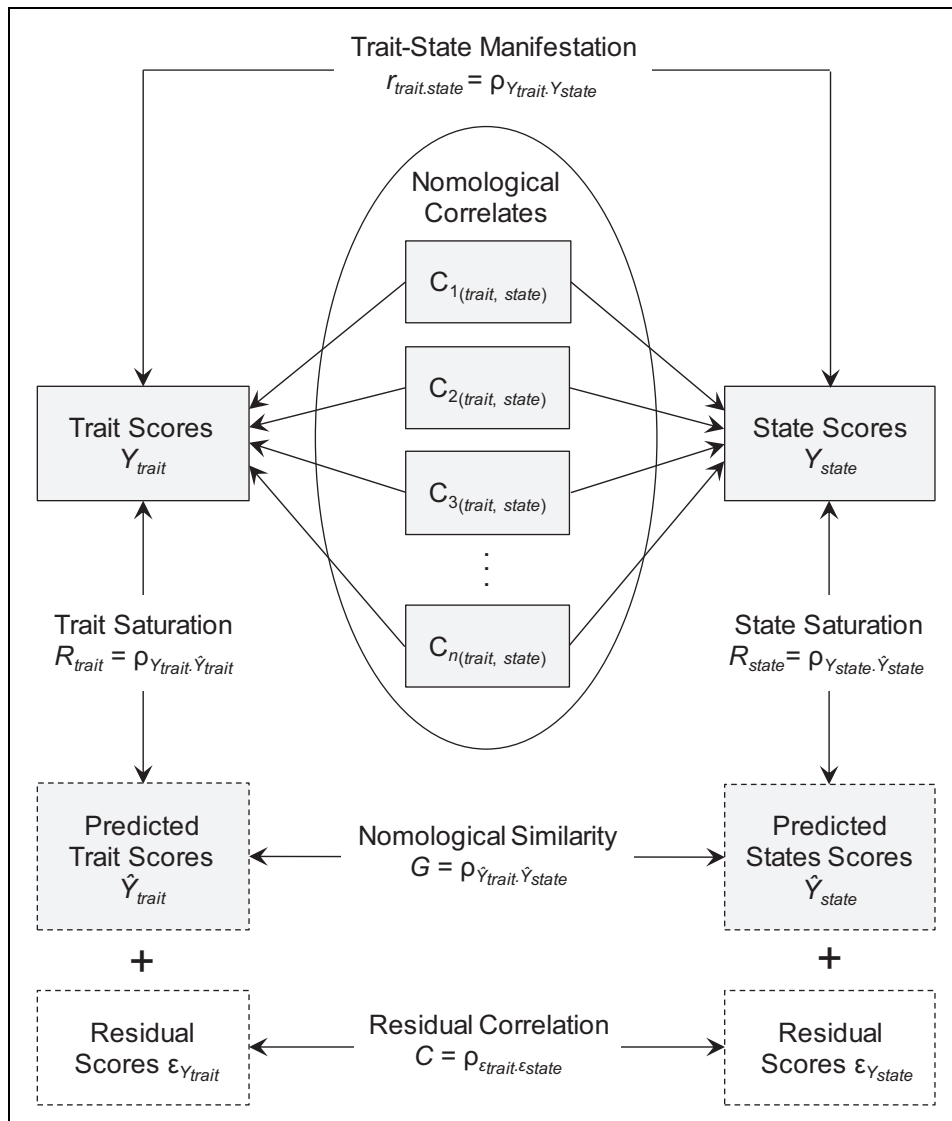 Trait-State Manifestation
r_trait.state = ρ_Y_trait.Y_state
Nomological
Correlates
C_1(trait, state)
C_2(trait, state)
C_3(trait, state)
⋮
C_n(trait, state)
Trait Scores
Y_trait
State Scores
Y_state
Trait Saturation
R_trait = ρ_Y_trait.Ŷ_trait
State Saturation
R_state = ρ_Y_state.Ŷ_state
Predicted
Trait Scores
Ŷ_trait
Nomological Similarity
G = ρ_Ŷ_trait.Ŷ_state
Predicted
States Scores
Ŷ_state
+
+
Residual
Scores ε_Y_trait
Residual Correlation
C = ρ_ε_trait.ε_state
Residual
Scores ε_Y_state